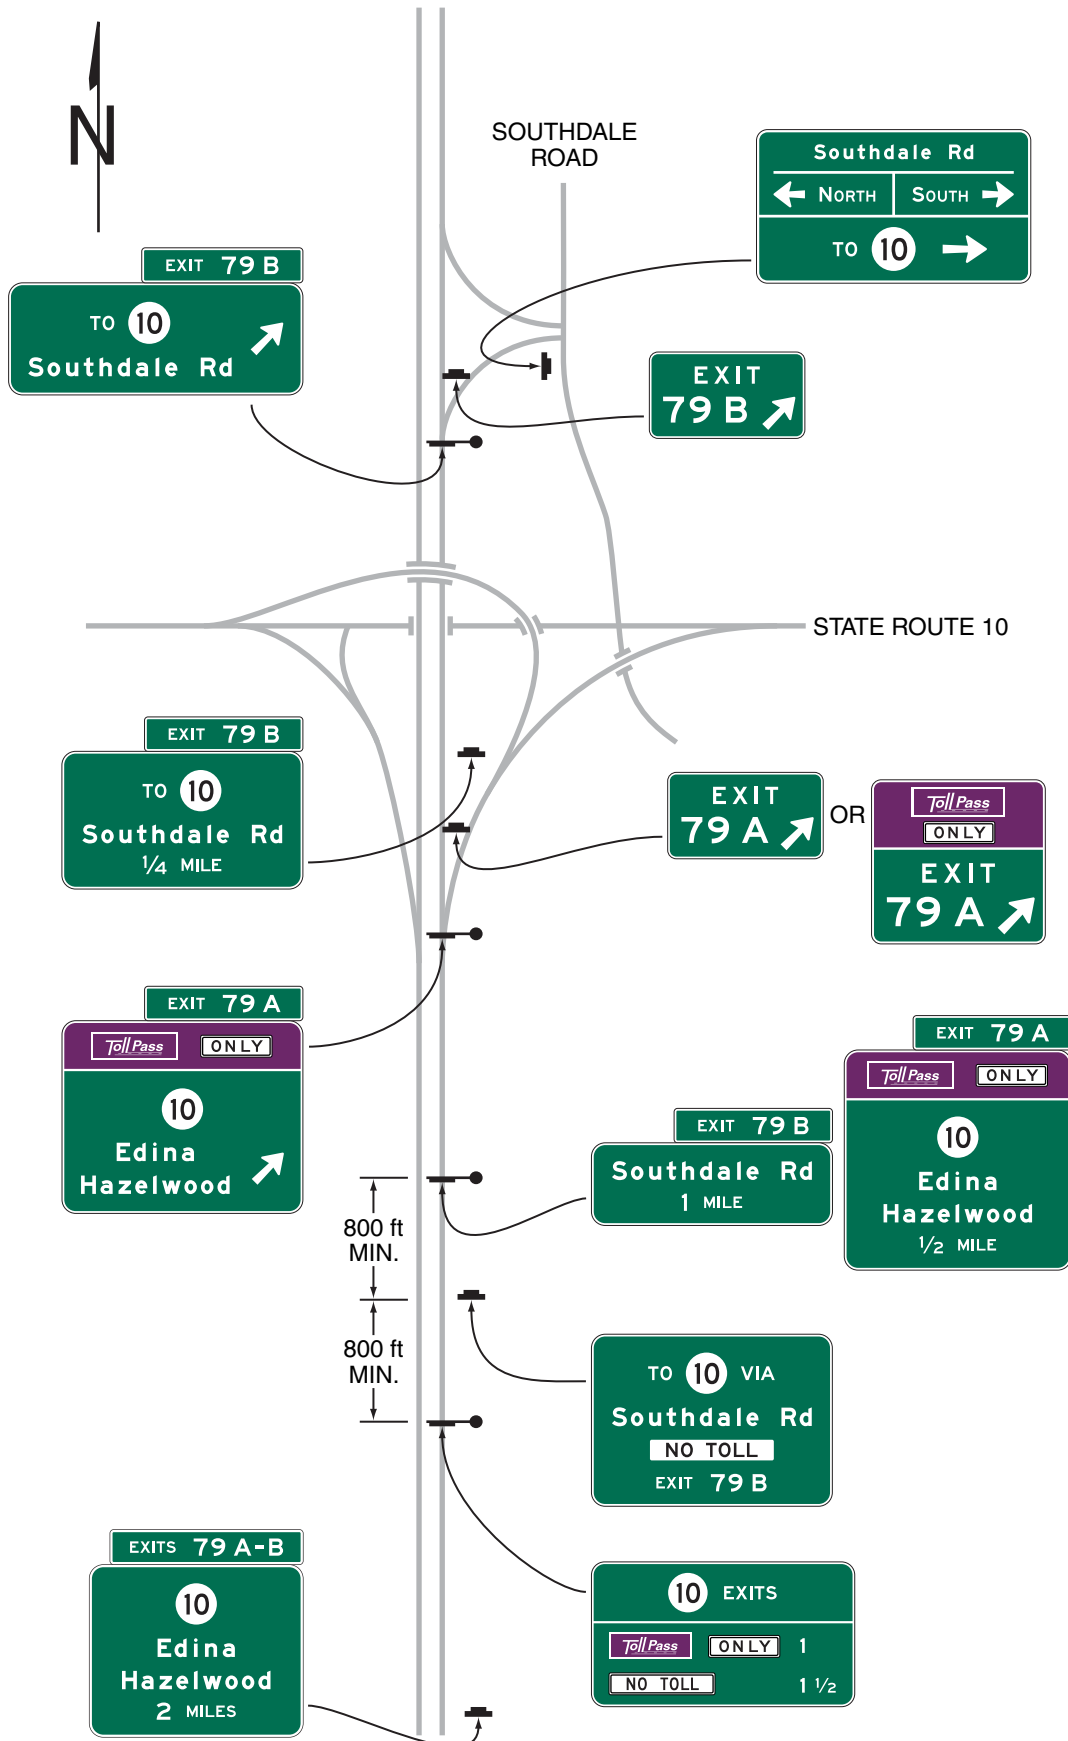 N
SOUTHDALE
ROAD
Southdale Rd
NORTH SOUTH
TO 10
EXIT 79 B
TO 10
Southdale Rd
EXIT
79 B
STATE ROUTE 10
EXIT 79 B
TO 10
Southdale Rd
1/4 MILE
EXIT
79 A
OR
Toll Pass
ONLY
EXIT
79 A
EXIT 79 A
Toll Pass ONLY
10
Edina
Hazelwood
EXIT 79 A
Toll Pass ONLY
10
Edina
Hazelwood
1/2 MILE
EXIT 79 B
Southdale Rd
1 MILE
800 ft
MIN.
800 ft
MIN.
TO 10 VIA
Southdale Rd
NO TOLL
EXIT 79 B
EXITS 79 A-B
10
Edina
Hazelwood
2 MILES
10 EXITS
Toll Pass ONLY 1
NO TOLL 1 1/2